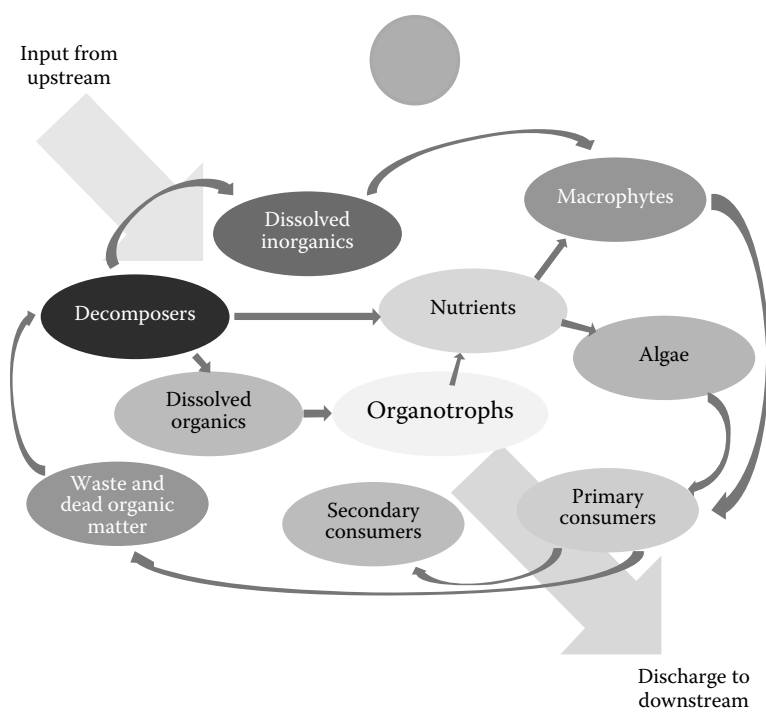 Input from
upstream
Dissolved
inorganics
Macrophytes
Decomposers
Nutrients
Algae
Dissolved
organics
Organotrophs
Waste and
dead organic
matter
Secondary
consumers
Primary
consumers
Discharge to
downstream